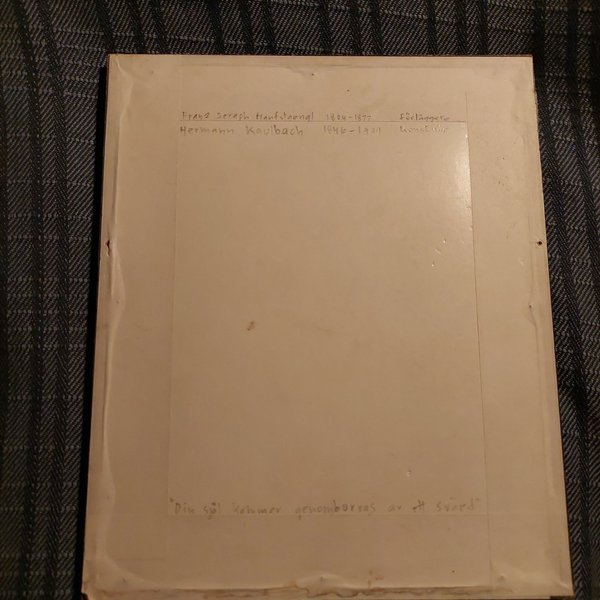 Franz Seraph Hanfstaengl 1804-1877 förläggare
Hermann Kaulbach 1846-1909 konstnär
"Din själ kommer genomborras av ett svärd"